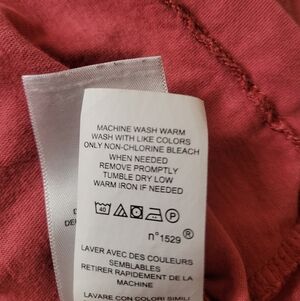 MACHINE WASH WARM
WASH WITH LIKE COLORS
ONLY NON-CHLORINE BLEACH
WHEN NEEDED
REMOVE PROMPTLY
TUMBLE DRY LOW
WARM IRON IF NEEDED
40 P
n°1529 ®
LAVER AVEC DES COULEURS
SEMBLABLES
RETIRER RAPIDEMENT DE LA
MACHINE
LAVARE CON COLORI SIMILI